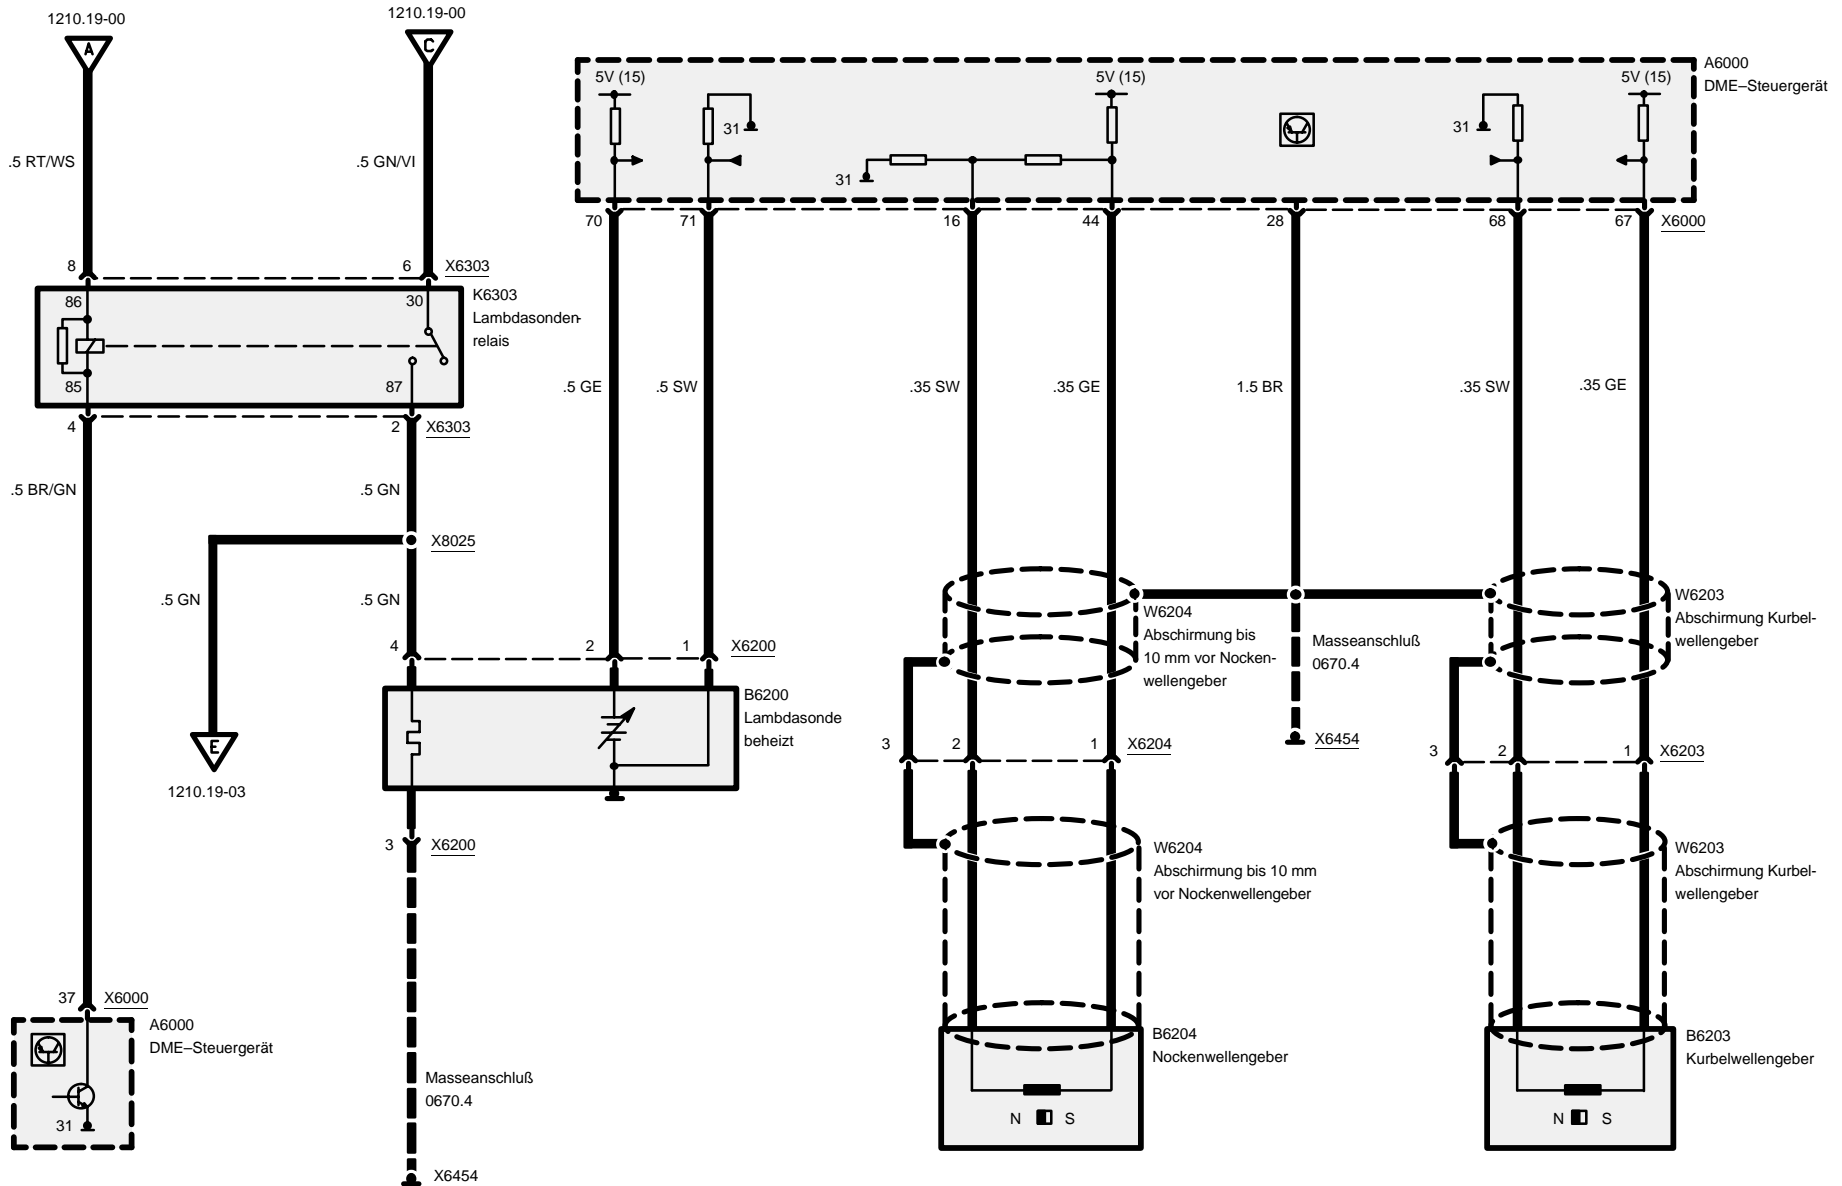 1210.19-00
1210.19-00
A
C
A6000
DME–Steuergerät
5V (15)
5V (15)
5V (15)
31
31
31
.5 RT/WS
.5 GN/VI
70
71
16
44
28
68
67
X6000
8
6
X6303
K6303
Lambdasonden-
relais
86
30
85
87
.5 GE
.5 SW
.35 SW
.35 GE
1.5 BR
.35 SW
.35 GE
4
2
X6303
.5 BR/GN
.5 GN
X8025
.5 GN
.5 GN
W6204
Abschirmung bis
10 mm vor Nocken-
wellengeber
Masseanschluß
0670.4
W6203
Abschirmung Kurbel-
wellengeber
4
2
1
X6200
B6200
Lambdasonde
beheizt
E
1210.19-03
3
2
1
X6204
X6454
3
2
1
X6203
3
X6200
W6204
Abschirmung bis 10 mm
vor Nockenwellengeber
W6203
Abschirmung Kurbel-
wellengeber
37
X6000
A6000
DME–Steuergerät
31
Masseanschluß
0670.4
X6454
B6204
Nockenwellengeber
N
S
B6203
Kurbelwellengeber
N
S